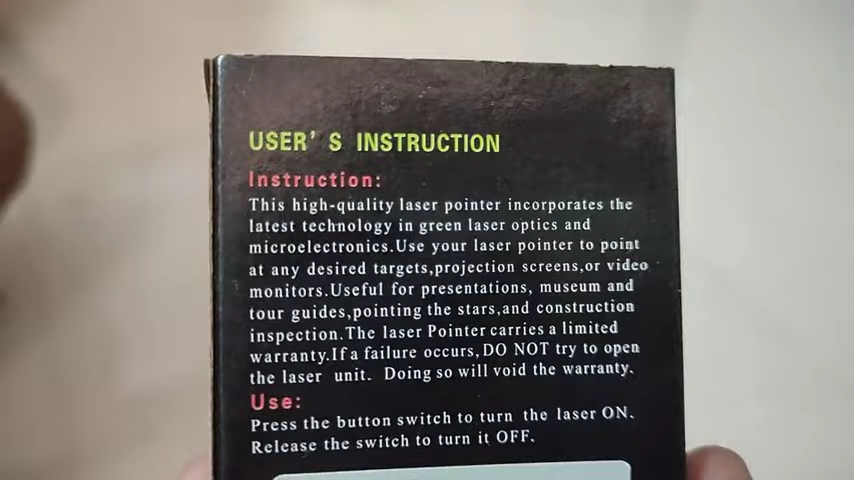 USER' S INSTRUCTION
Instruction:
This high-quality laser pointer incorporates the
latest technology in green laser optics and
microelectronics.Use your laser pointer to point
at any desired targets,projection screens,or video
monitors.Useful for presentations, museum and
tour guides,pointing the stars,and construction
inspection.The laser Pointer carries a limited
warranty.If a failure occurs,DO NOT try to open
the laser unit. Doing so will void the warranty.
Use:
Press the button switch to turn the laser ON.
Release the switch to turn it OFF.